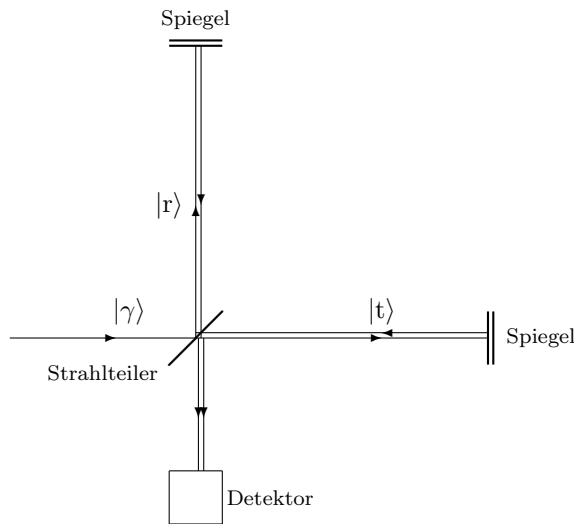 Spiegel
|r⟩
|γ⟩
|t⟩
Spiegel
Strahlteiler
Detektor